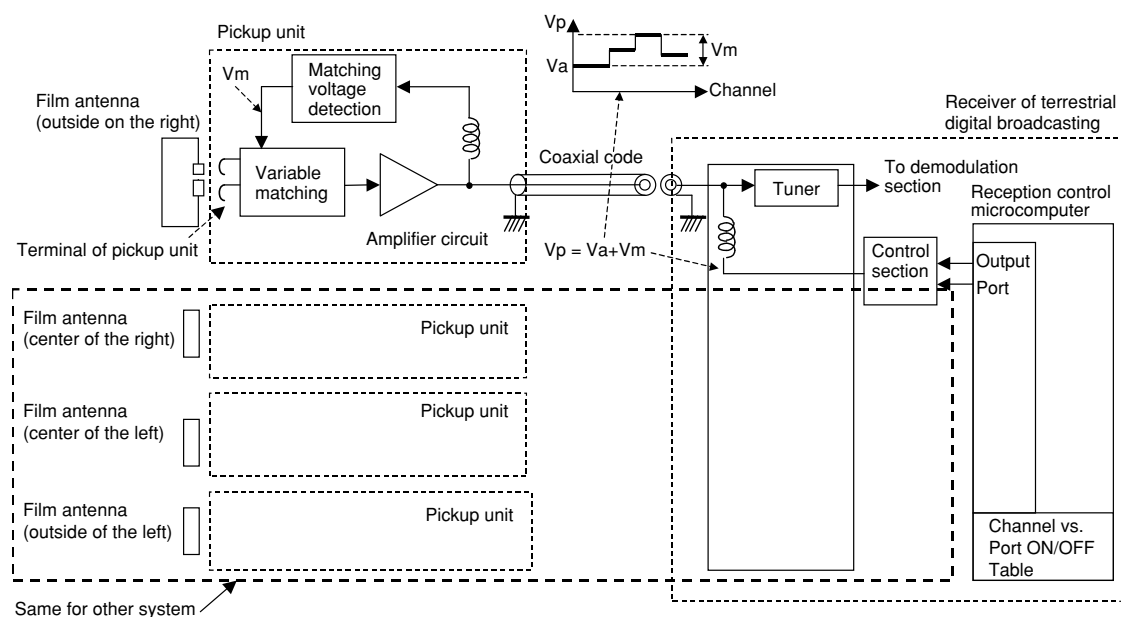 Pickup unit
Vm
Matching
voltage
detection
Film antenna
(outside on the right)
Variable
matching
Terminal of pickup unit
Amplifier circuit
Vp
Va
Vm
Channel
Coaxial code
Vp = Va+Vm
Receiver of terrestrial
digital broadcasting
Tuner
To demodulation
section
Reception control
microcomputer
Control
section
Output
Port
Film antenna
(center of the right)
Pickup unit
Film antenna
(center of the left)
Pickup unit
Film antenna
(outside of the left)
Pickup unit
Channel vs.
Port ON/OFF
Table
Same for other system